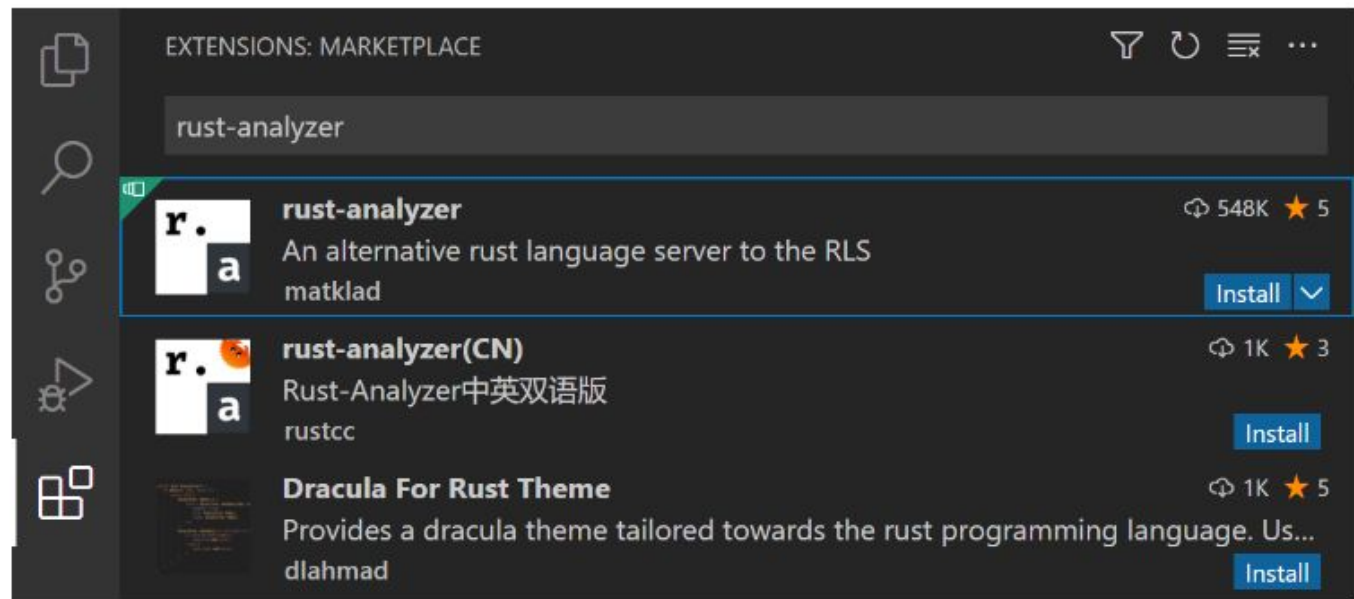 EXTENSIONS: MARKETPLACE
rust-analyzer
r.
a
rust-analyzer 548K ★ 5
An alternative rust language server to the RLS
matklad Install
r.
a
rust-analyzer(CN) 1K ★ 3
Rust-Analyzer中英双语版
rustcc Install
Dracula For Rust Theme 1K ★ 5
Provides a dracula theme tailored towards the rust programming language. Us...
dlahmad Install